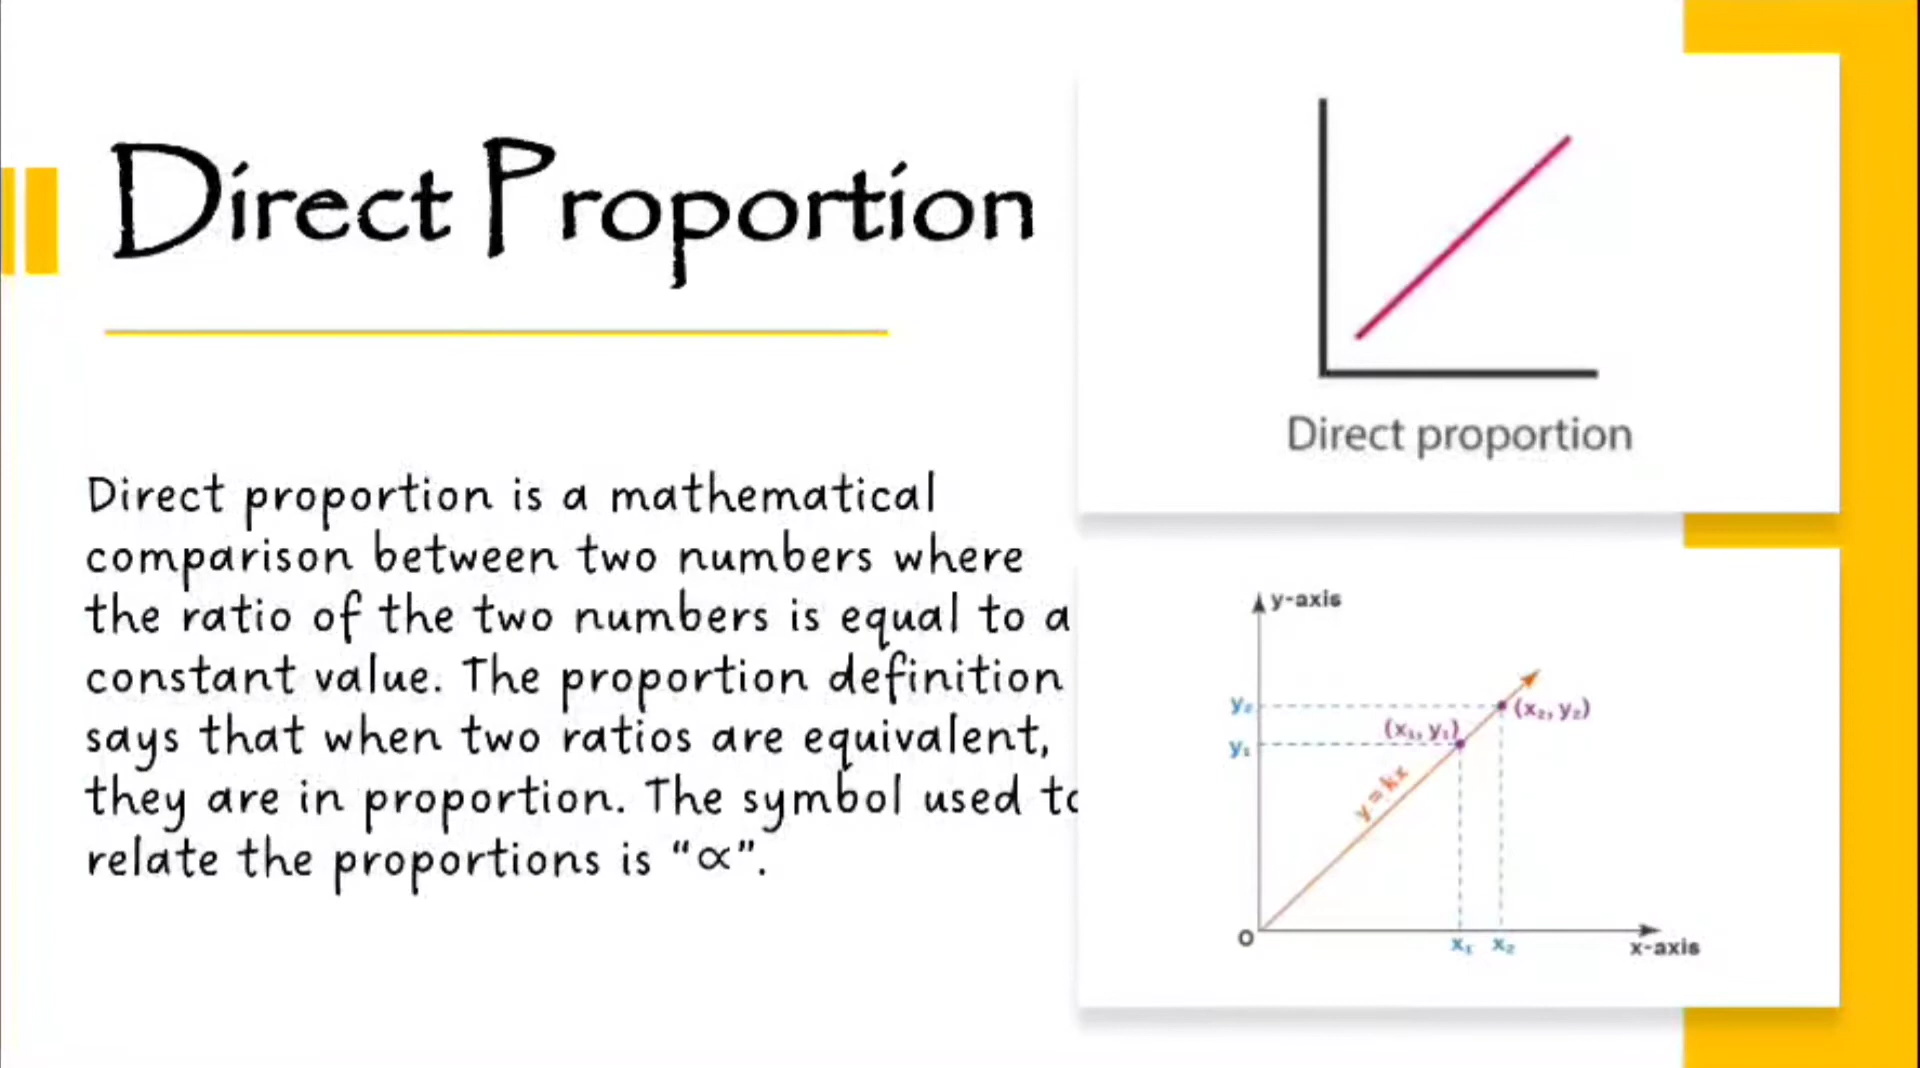 Direct Proportion
Direct proportion is a mathematical
comparison between two numbers where
the ratio of the two numbers is equal to a
constant value. The proportion definition
says that when two ratios are equivalent,
they are in proportion. The symbol used to
relate the proportions is “∝”.
Direct proportion
y-axis
y₂
(x₂, y₂)
(x₁, y₁)
y₁
y = kx
O
x₁ x₂
x-axis